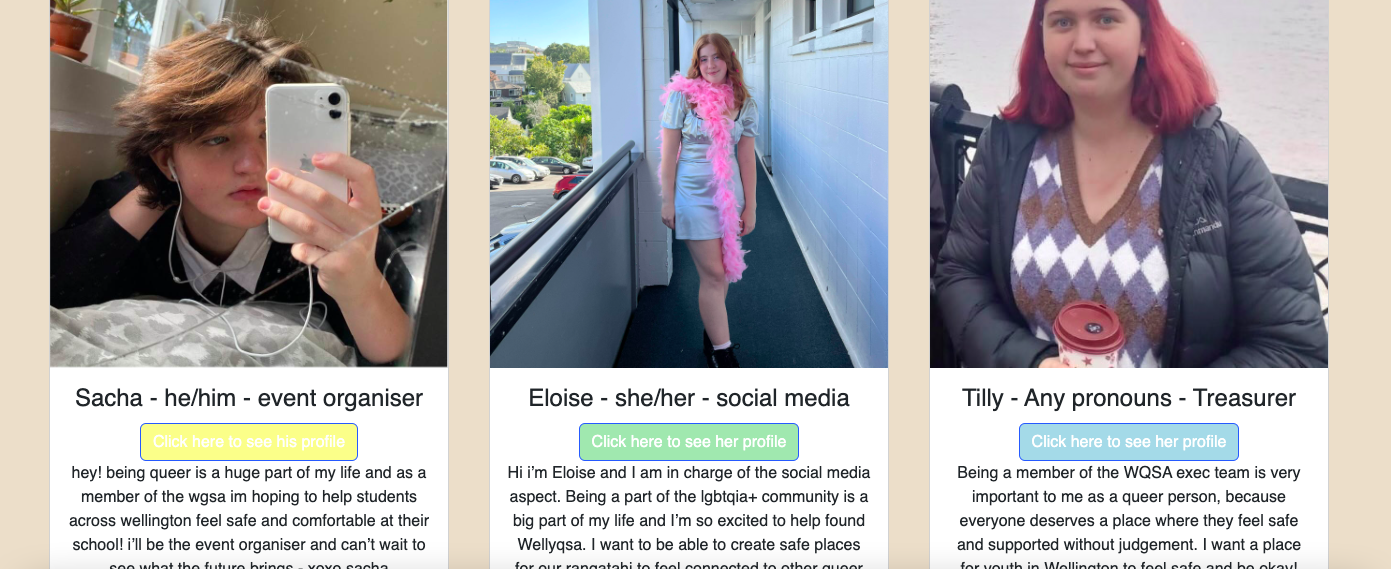 Sacha - he/him - event organiser
Click here to see his profile
hey! being queer is a huge part of my life and as a
member of the wgsa im hoping to help students
across wellington feel safe and comfortable at their
school! i’ll be the event organiser and can’t wait to
see what the future brings - xoxo sacha
Eloise - she/her - social media
Click here to see her profile
Hi i’m Eloise and I am in charge of the social media
aspect. Being a part of the lgbtqia+ community is a
big part of my life and I’m so excited to help found
Wellyqsa. I want to be able to create safe places
for our rangatahi to feel connected to other queer
Tilly - Any pronouns - Treasurer
Click here to see her profile
Being a member of the WQSA exec team is very
important to me as a queer person, because
everyone deserves a place where they feel safe
and supported without judgement. I want a place
for youth in Wellington to feel safe and be okay!